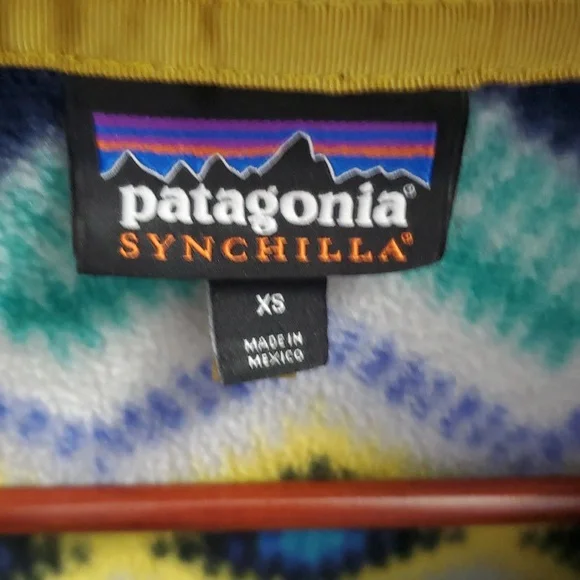 patagonia®
SYNCHILLA®
XS
MADE IN
MEXICO